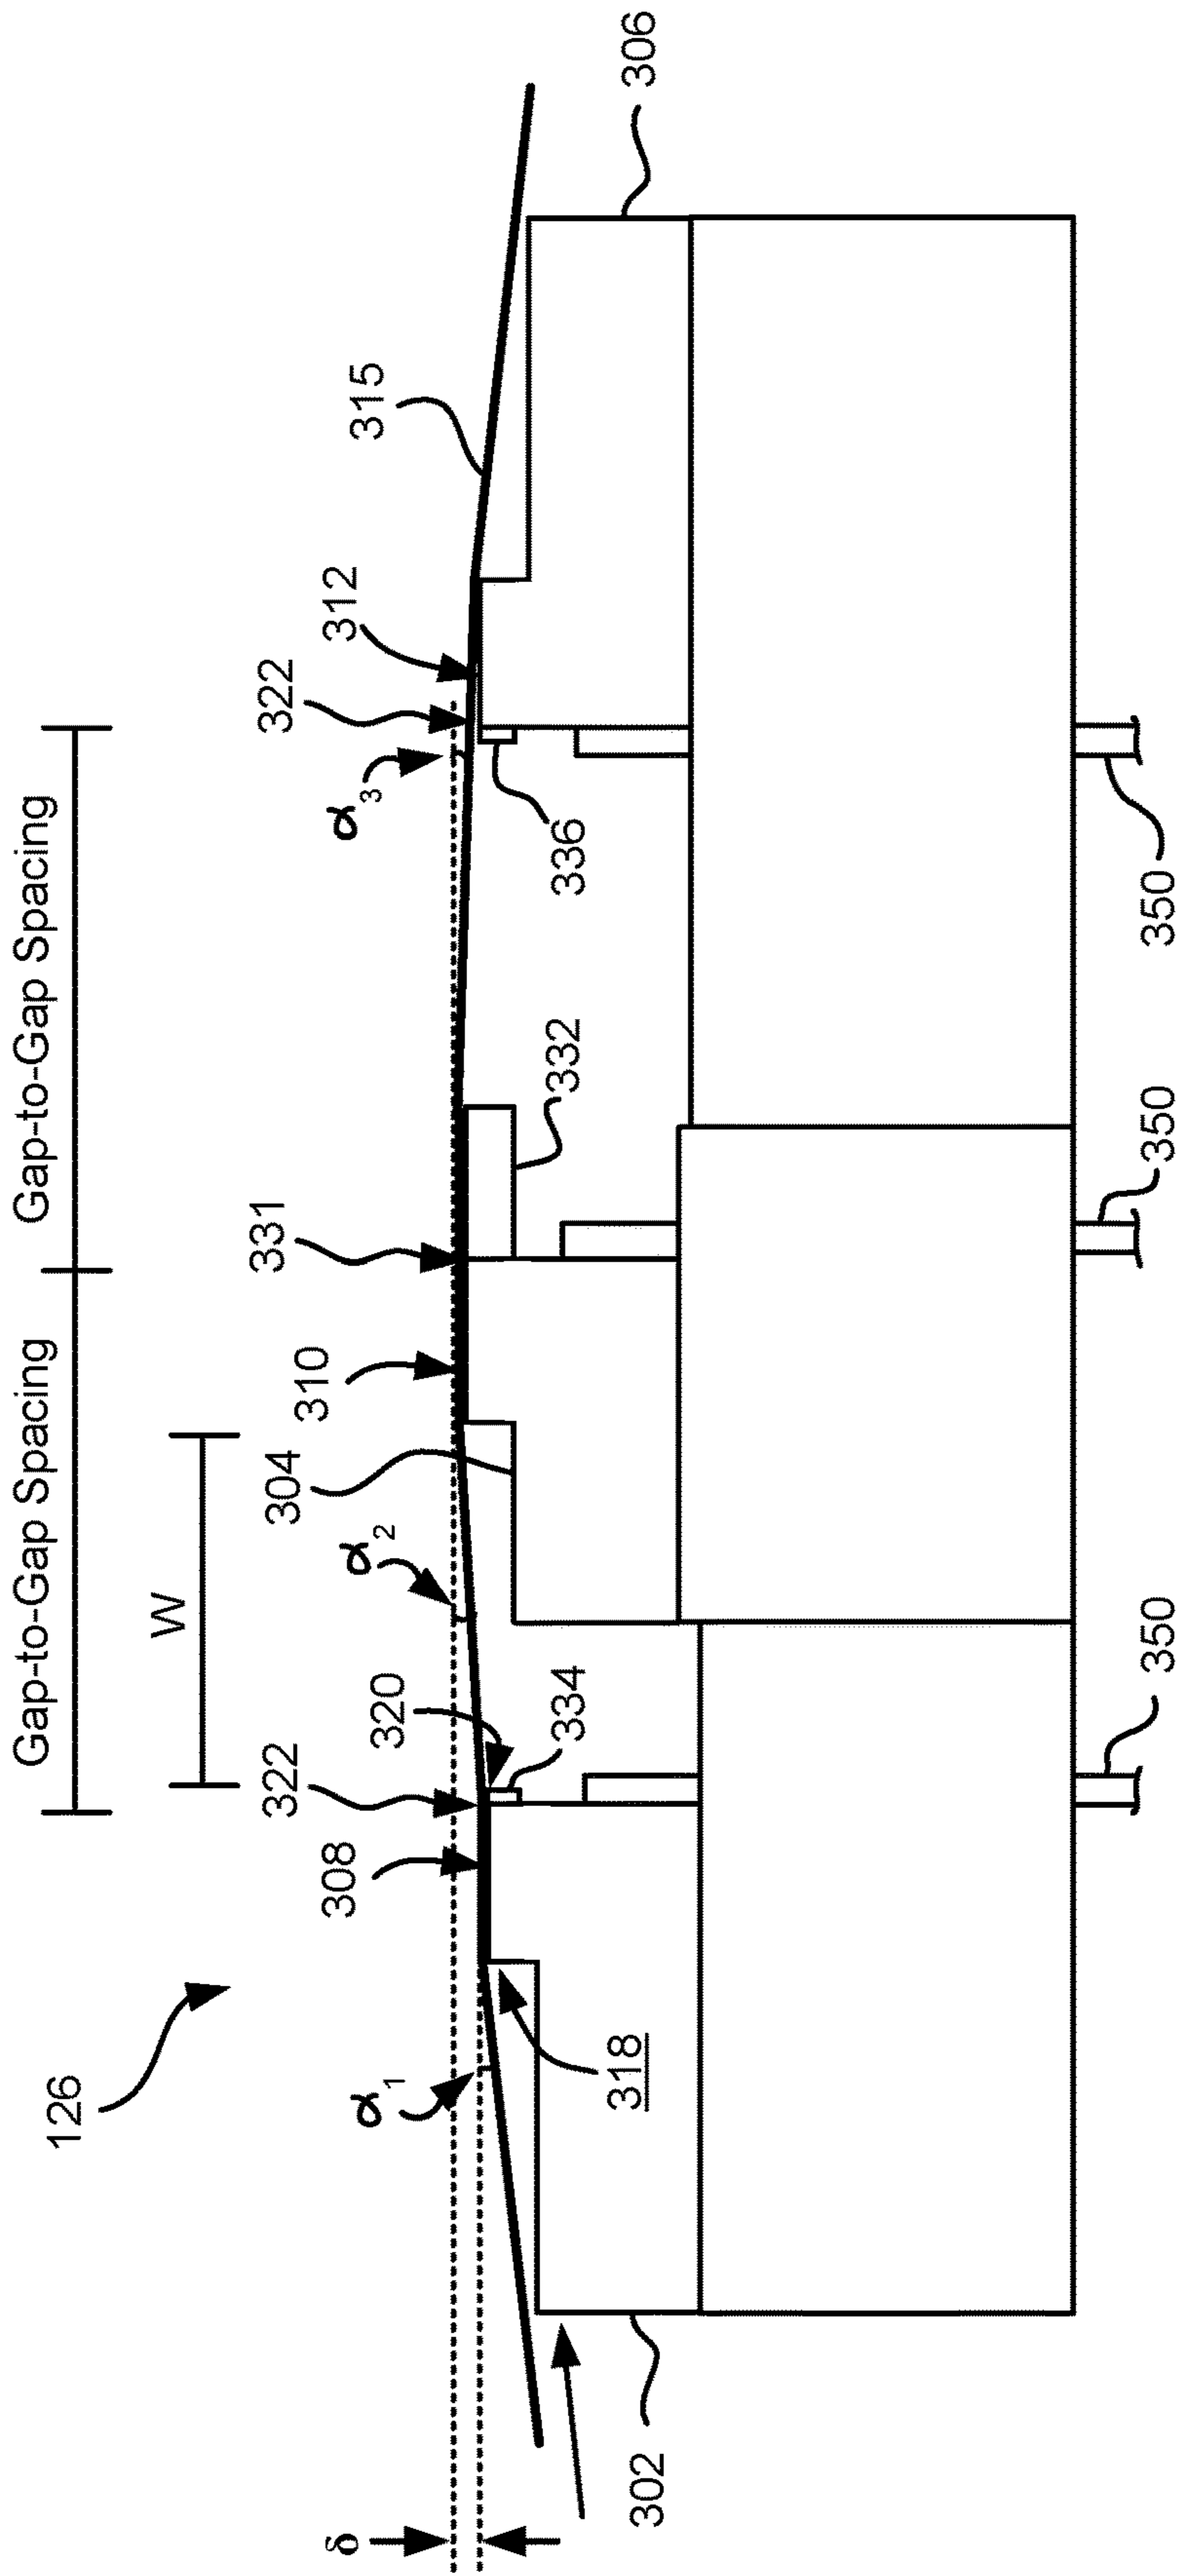 Gap-to-Gap Spacing
Gap-to-Gap Spacing
W
126
δ
α1
308
322
320
334
α2
304
310
331
332
α3
322
312
336
315
306
318
302
350
350
350